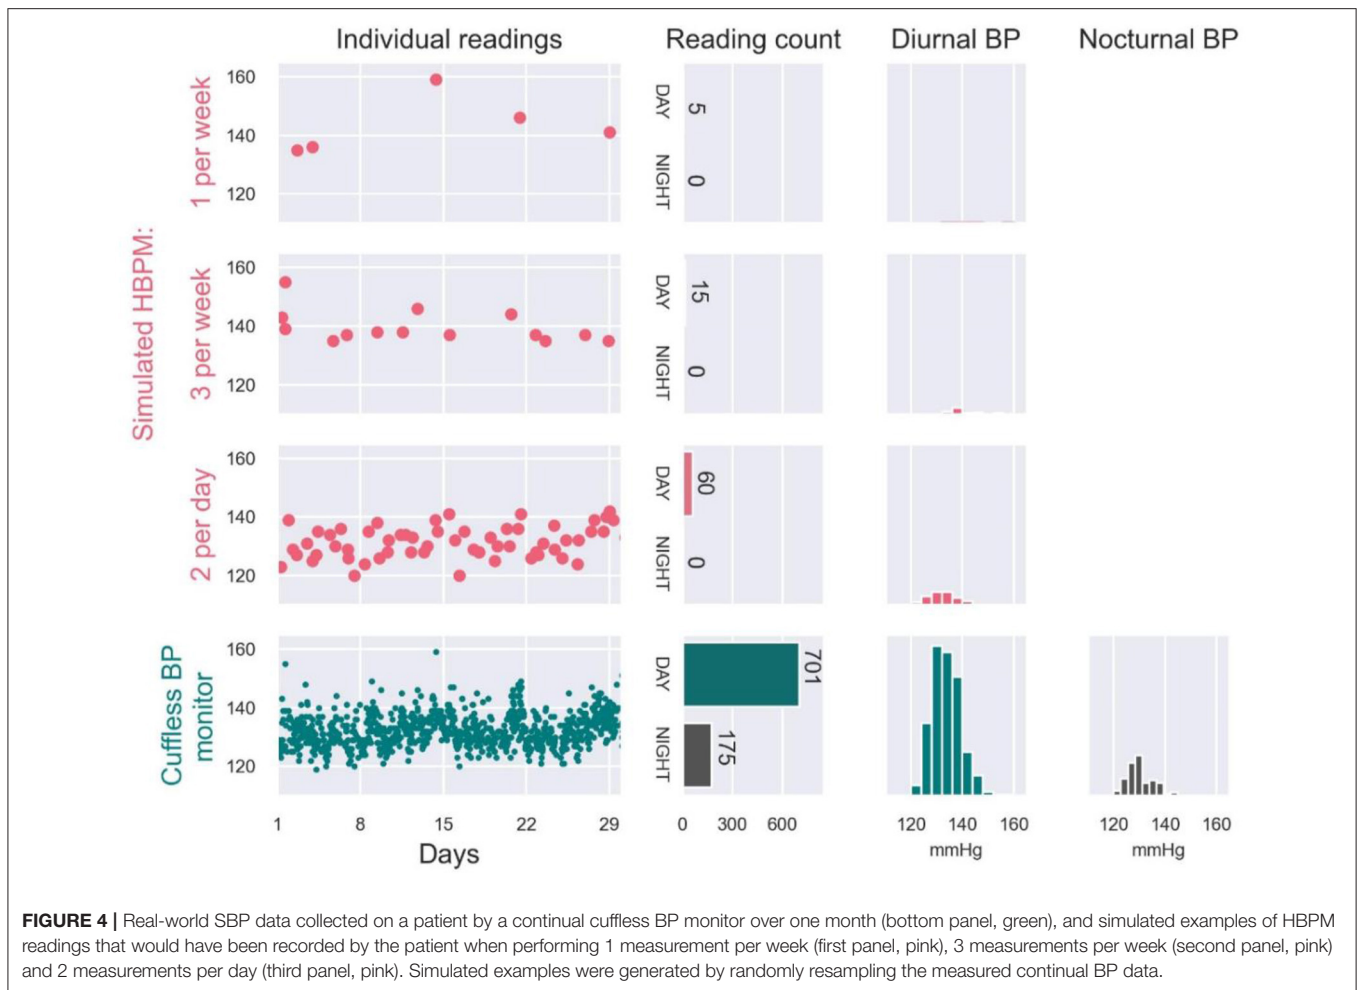 Individual readings
Reading count
Diurnal BP
Nocturnal BP
Simulated HBPM:
1 per week
160
140
120
DAY
5
NIGHT
0
3 per week
160
140
120
DAY
15
NIGHT
0
2 per day
160
140
120
DAY
60
NIGHT
0
Cuffless BP
monitor
160
140
120
DAY
701
NIGHT
175
1 8 15 22 29
Days
0 300 600
120 140 160
mmHg
120 140 160
mmHg
FIGURE 4 | Real-world SBP data collected on a patient by a continual cuffless BP monitor over one month (bottom panel, green), and simulated examples of HBPM
readings that would have been recorded by the patient when performing 1 measurement per week (first panel, pink), 3 measurements per week (second panel, pink)
and 2 measurements per day (third panel, pink). Simulated examples were generated by randomly resampling the measured continual BP data.